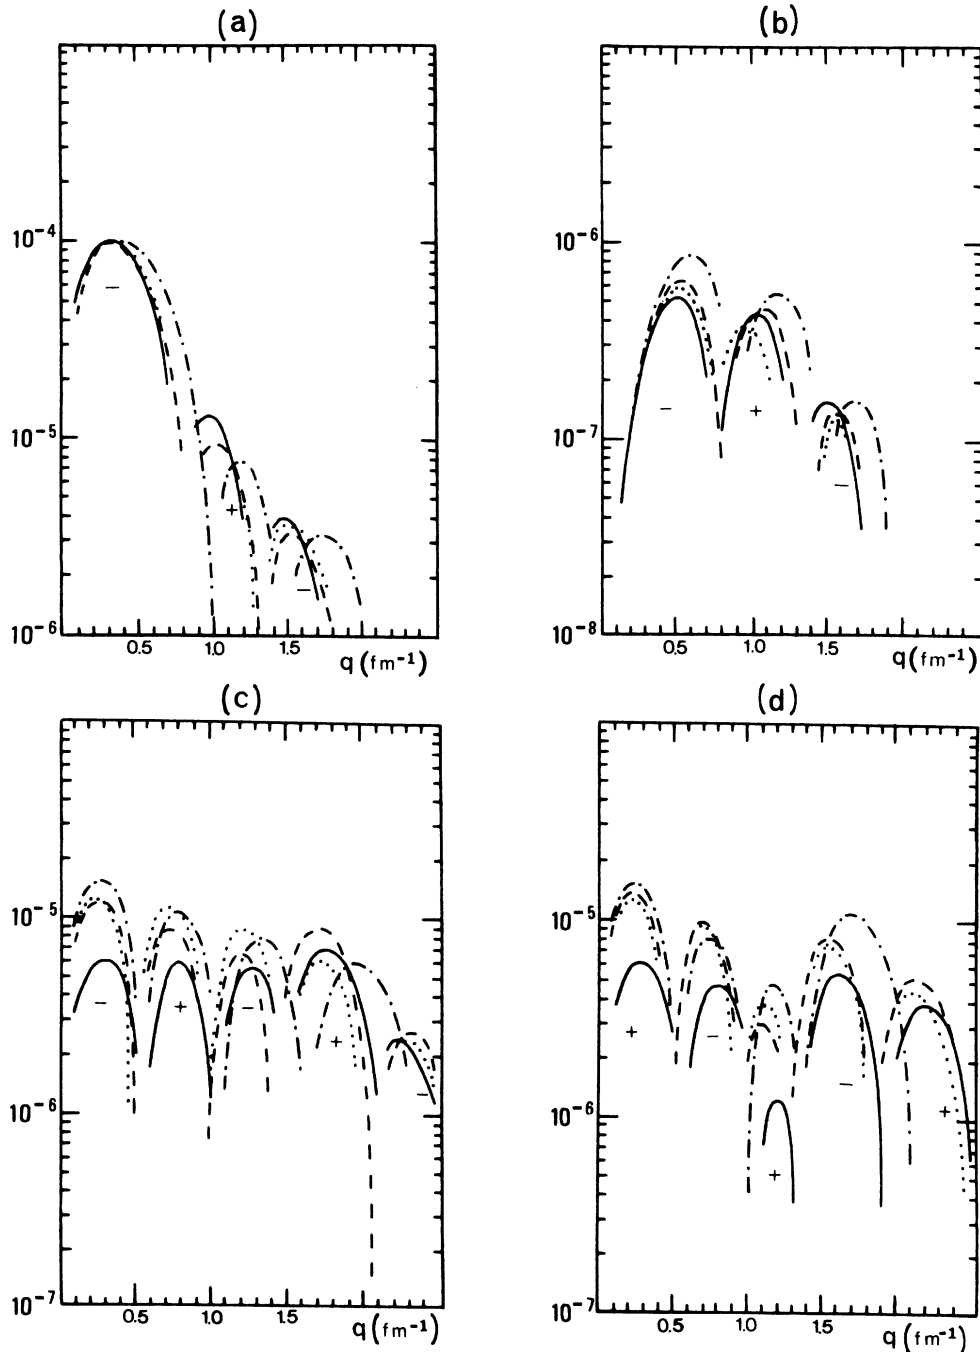 (a)
10⁻⁴
−
10⁻⁵
+
−
10⁻⁶
0.5 1.0 1.5
q (fm⁻¹)
(b)
10⁻⁶
−
+
10⁻⁷
−
10⁻⁸
0.5 1.0 1.5
q (fm⁻¹)
(c)
10⁻⁵
− + −
+
−
10⁻⁶
10⁻⁷
0.5 1.0 1.5
q (fm⁻¹)
(d)
10⁻⁵
+ −
−
+
10⁻⁶
+
10⁻⁷
0.5 1.0 1.5
q (fm⁻¹)